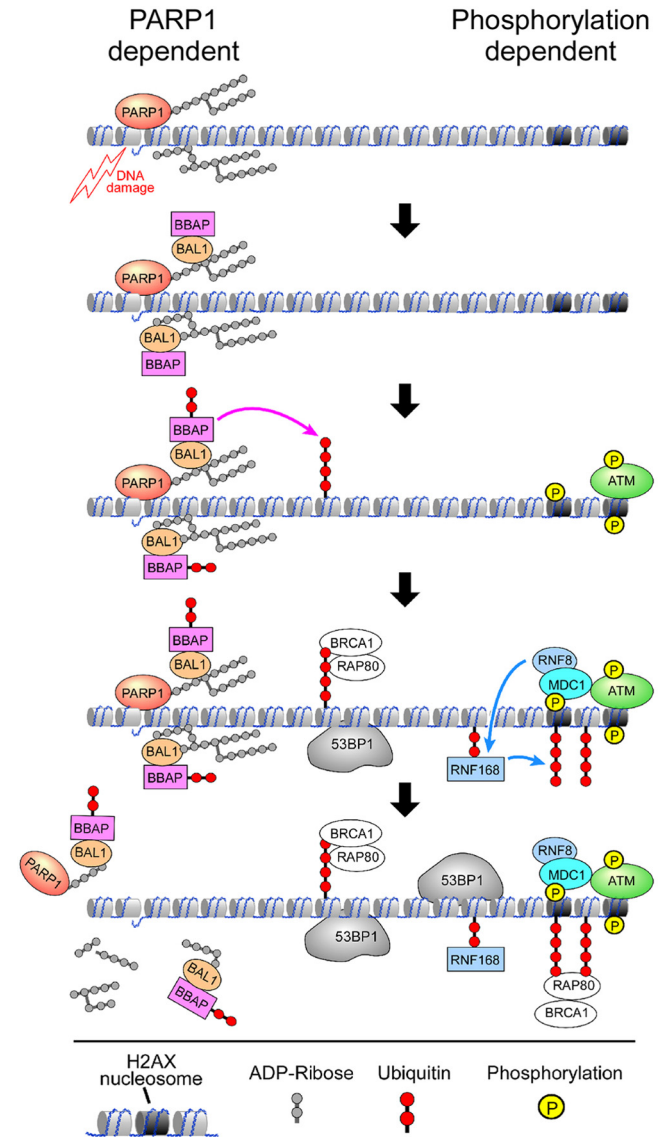 PARP1
dependent
Phosphorylation
dependent
PARP1
DNA
damage
BBAP
BAL1
PARP1
BAL1
BBAP
BBAP
BAL1
PARP1
BAL1
BBAP
P
P
ATM
P
BBAP
BAL1
PARP1
BAL1
BBAP
BRCA1
RAP80
53BP1
RNF8
MDC1
P
P
ATM
P
RNF168
BBAP
BAL1
PARP1
BRCA1
RAP80
53BP1
53BP1
RNF168
RNF8
MDC1
P
P
ATM
P
RAP80
BRCA1
BAL1
BBAP
H2AX
nucleosome
ADP-Ribose
Ubiquitin
Phosphorylation
P